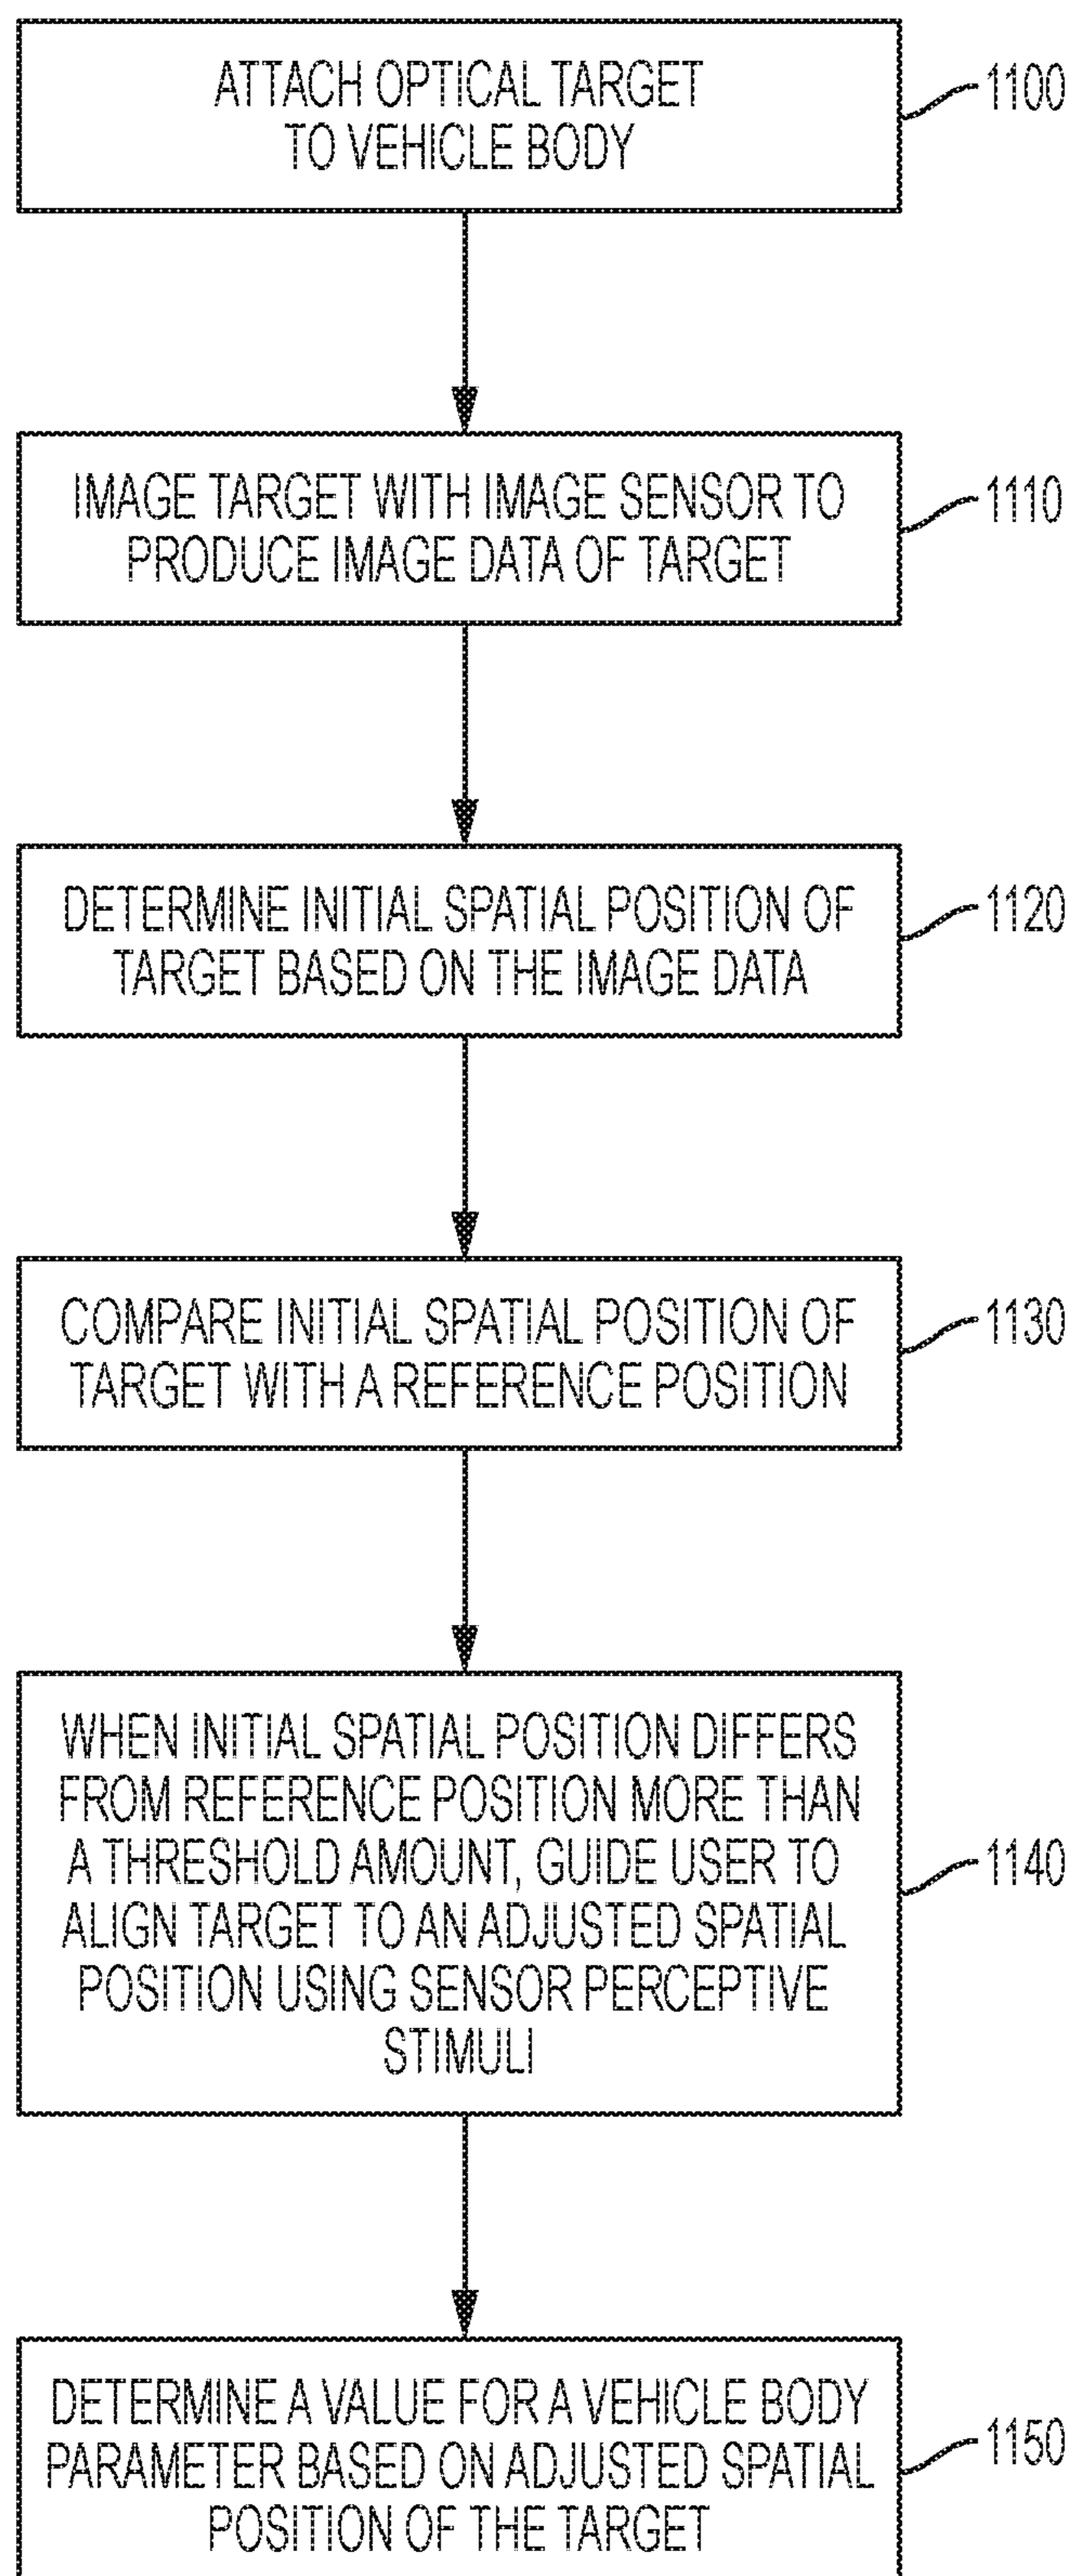 ATTACH OPTICAL TARGET
TO VEHICLE BODY
1100
IMAGE TARGET WITH IMAGE SENSOR TO
PRODUCE IMAGE DATA OF TARGET
1110
DETERMINE INITIAL SPATIAL POSITION OF
TARGET BASED ON THE IMAGE DATA
1120
COMPARE INITIAL SPATIAL POSITION OF
TARGET WITH A REFERENCE POSITION
1130
WHEN INITIAL SPATIAL POSITION DIFFERS
FROM REFERENCE POSITION MORE THAN
A THRESHOLD AMOUNT, GUIDE USER TO
ALIGN TARGET TO AN ADJUSTED SPATIAL
POSITION USING SENSOR PERCEPTIVE
STIMULI
1140
DETERMINE A VALUE FOR A VEHICLE BODY
PARAMETER BASED ON ADJUSTED SPATIAL
POSITION OF THE TARGET
1150